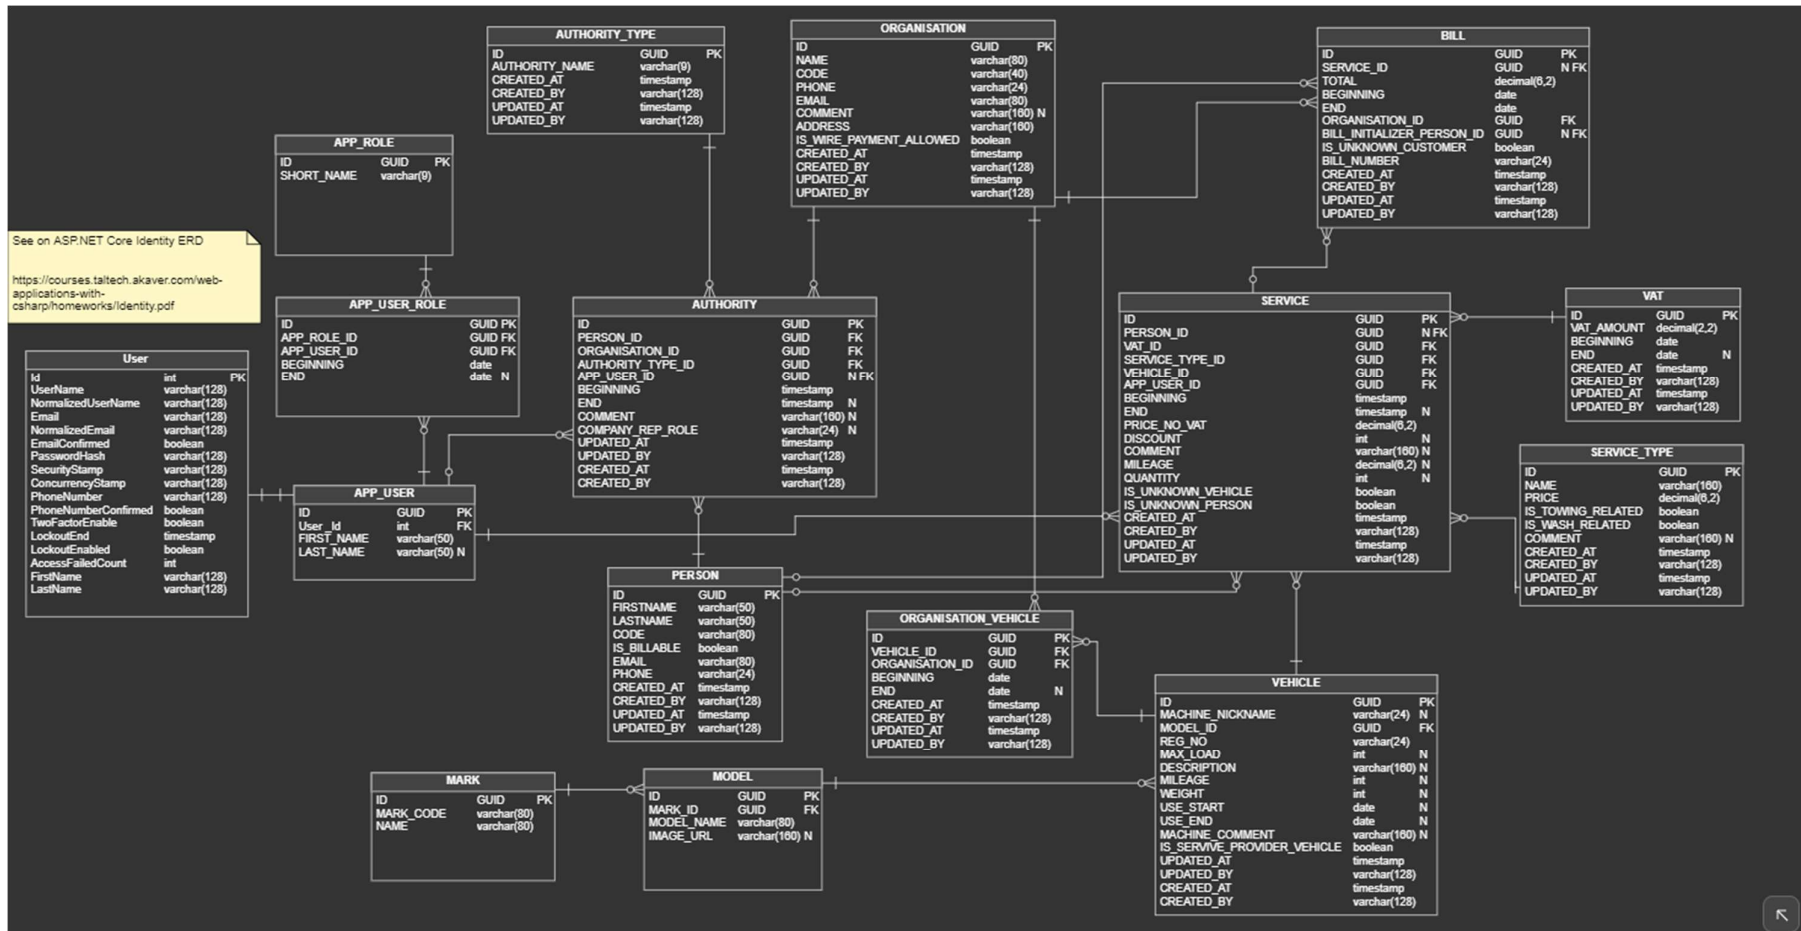 AUTHORITY_TYPE
ID GUID PK
AUTHORITY_NAME varchar(9)
CREATED_AT timestamp
CREATED_BY varchar(128)
UPDATED_AT timestamp
UPDATED_BY varchar(128)
ORGANISATION
ID GUID PK
NAME varchar(80)
CODE varchar(40)
PHONE varchar(24)
EMAIL varchar(80)
COMMENT varchar(160) N
ADDRESS varchar(160)
IS_WIRE_PAYMENT_ALLOWED boolean
CREATED_AT timestamp
CREATED_BY varchar(128)
UPDATED_AT timestamp
UPDATED_BY varchar(128)
BILL
ID GUID PK
SERVICE_ID GUID N FK
TOTAL decimal(6,2)
BEGINNING date
END date
ORGANISATION_ID GUID FK
BILL_INITIALIZER_PERSON_ID GUID N FK
IS_UNKNOWN_CUSTOMER boolean
BILL_NUMBER varchar(24)
CREATED_AT timestamp
CREATED_BY varchar(128)
UPDATED_AT timestamp
UPDATED_BY varchar(128)
APP_ROLE
ID GUID PK
SHORT_NAME varchar(9)
See on ASP.NET Core Identity ERD
https://courses.taltech.akaver.com/web-
applications-with-
csharp/homeworks/Identity.pdf
APP_USER_ROLE
ID GUID PK
APP_ROLE_ID GUID FK
APP_USER_ID GUID FK
BEGINNING date
END date N
AUTHORITY
ID GUID PK
PERSON_ID GUID FK
ORGANISATION_ID GUID FK
AUTHORITY_TYPE_ID GUID FK
APP_USER_ID GUID N FK
BEGINNING timestamp
END timestamp N
COMMENT varchar(160) N
COMPANY_REP_ROLE varchar(24) N
UPDATED_AT timestamp
UPDATED_BY varchar(128)
CREATED_AT timestamp
CREATED_BY varchar(128)
SERVICE
ID GUID PK
PERSON_ID GUID N FK
VAT_ID GUID FK
SERVICE_TYPE_ID GUID FK
VEHICLE_ID GUID FK
APP_USER_ID GUID FK
BEGINNING timestamp
END timestamp N
PRICE_NO_VAT decimal(6,2)
DISCOUNT int N
COMMENT varchar(160) N
MILEAGE decimal(6,2) N
QUANTITY int N
IS_UNKNOWN_VEHICLE boolean
IS_UNKNOWN_PERSON boolean
CREATED_AT timestamp
CREATED_BY varchar(128)
UPDATED_AT timestamp
UPDATED_BY varchar(128)
VAT
ID GUID PK
VAT_AMOUNT decimal(2,2)
BEGINNING date
END date N
CREATED_AT timestamp
CREATED_BY varchar(128)
UPDATED_AT timestamp
UPDATED_BY varchar(128)
User
Id int PK
UserName varchar(128)
NormalizedUserName varchar(128)
Email varchar(128)
NormalizedEmail varchar(128)
EmailConfirmed boolean
PasswordHash varchar(128)
SecurityStamp varchar(128)
ConcurrencyStamp varchar(128)
PhoneNumber varchar(128)
PhoneNumberConfirmed boolean
TwoFactorEnable boolean
LockoutEnd timestamp
LockoutEnabled boolean
AccessFailedCount int
FirstName varchar(128)
LastName varchar(128)
APP_USER
ID GUID PK
User_Id int FK
FIRST_NAME varchar(50)
LAST_NAME varchar(50) N
SERVICE_TYPE
ID GUID PK
NAME varchar(160)
PRICE decimal(6,2)
IS_TOWING_RELATED boolean
IS_WASH_RELATED boolean
COMMENT varchar(160) N
CREATED_AT timestamp
CREATED_BY varchar(128)
UPDATED_AT timestamp
UPDATED_BY varchar(128)
PERSON
ID GUID PK
FIRSTNAME varchar(50)
LASTNAME varchar(50)
CODE varchar(80)
IS_BILLABLE boolean
EMAIL varchar(80)
PHONE varchar(24)
CREATED_AT timestamp
CREATED_BY varchar(128)
UPDATED_AT timestamp
UPDATED_BY varchar(128)
ORGANISATION_VEHICLE
ID GUID PK
VEHICLE_ID GUID FK
ORGANISATION_ID GUID FK
BEGINNING date
END date N
CREATED_AT timestamp
CREATED_BY varchar(128)
UPDATED_AT timestamp
UPDATED_BY varchar(128)
VEHICLE
ID GUID PK
MACHINE_NICKNAME varchar(24) N
MODEL_ID GUID FK
REG_NO varchar(24)
MAX_LOAD int N
DESCRIPTION varchar(160) N
MILEAGE int N
WEIGHT int N
USE_START date N
USE_END date N
MACHINE_COMMENT varchar(160) N
IS_SERVIVE_PROVIDER_VEHICLE boolean
UPDATED_AT timestamp
UPDATED_BY varchar(128)
CREATED_AT timestamp
CREATED_BY varchar(128)
MARK
ID GUID PK
MARK_CODE varchar(80)
NAME varchar(80)
MODEL
ID GUID PK
MARK_ID GUID FK
MODEL_NAME varchar(80)
IMAGE_URL varchar(160) N